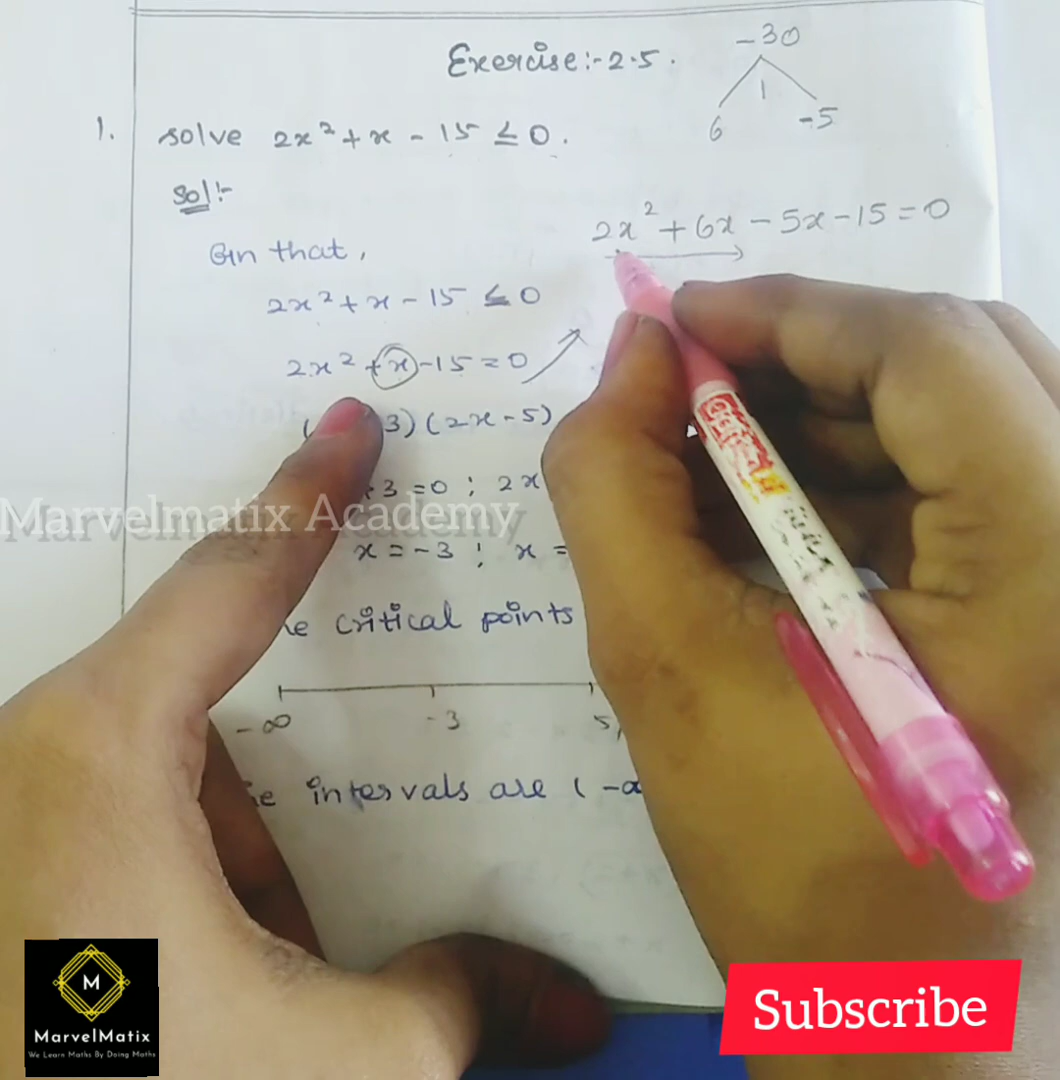 Exercise:-2.5.
-30
1
6 -5
1. solve 2x² + x - 15 ≤ 0.
Sol:-
2x² + 6x - 5x - 15 = 0
Gn that,
2x² + x - 15 ≤ 0
2x² + x - 15 = 0
( 3) (2x - 5)
3 = 0 ; 2x
Marvelmatix Academy
x = -3 ; x =
critical points
-∞ -3 5
intervals are (-∞
M
MarvelMatix
We Learn Maths By Doing Maths
Subscribe